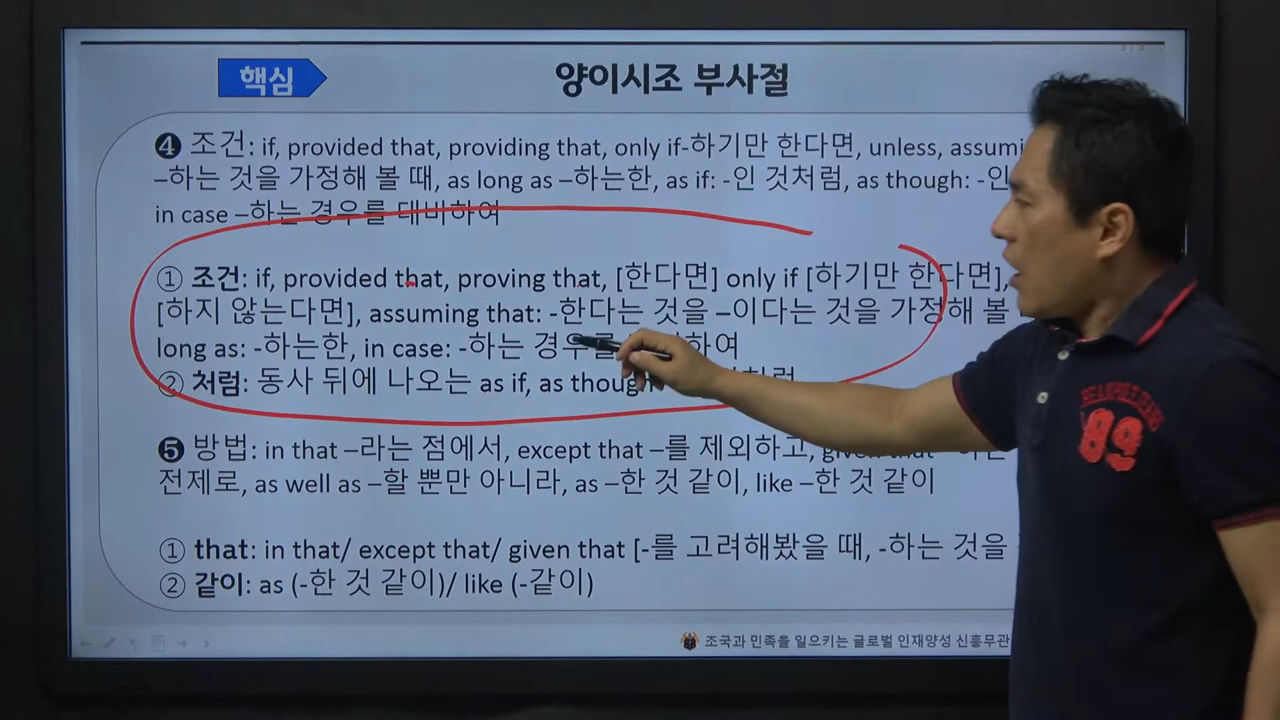 3 / 8
핵심
양이시조 부사절
❹ 조건: if, provided that, providing that, only if-하기만 한다면, unless,
–하는 것을 가정해 볼 때, as long as –하는한, as if: -인 것처럼, as though: -인
in case –하는 경우를 대비하여
① 조건: if, provided that, proving that, [한다면] only if [하기만 한다면],
[하지 않는다면], assuming that: -한다는 것을 –이다는 것을 가정해 볼
long as: -하는한, in case: -하는 경우를 하여
② 처럼: 동사 뒤에 나오는 as if, as though
❺ 방법: in that –라는 점에서, except that –를 제외하고, given that
전제로, as well as –할 뿐만 아니라, as –한 것 같이, like –한 것 같이
① that: in that/ except that/ given that [-를 고려해봤을 때, -하는 것을
② 같이: as (-한 것 같이)/ like (-같이)
조국과 민족을 일으키는 글로벌 인재양성 신흥무관
BEANPOLE JEANS
89